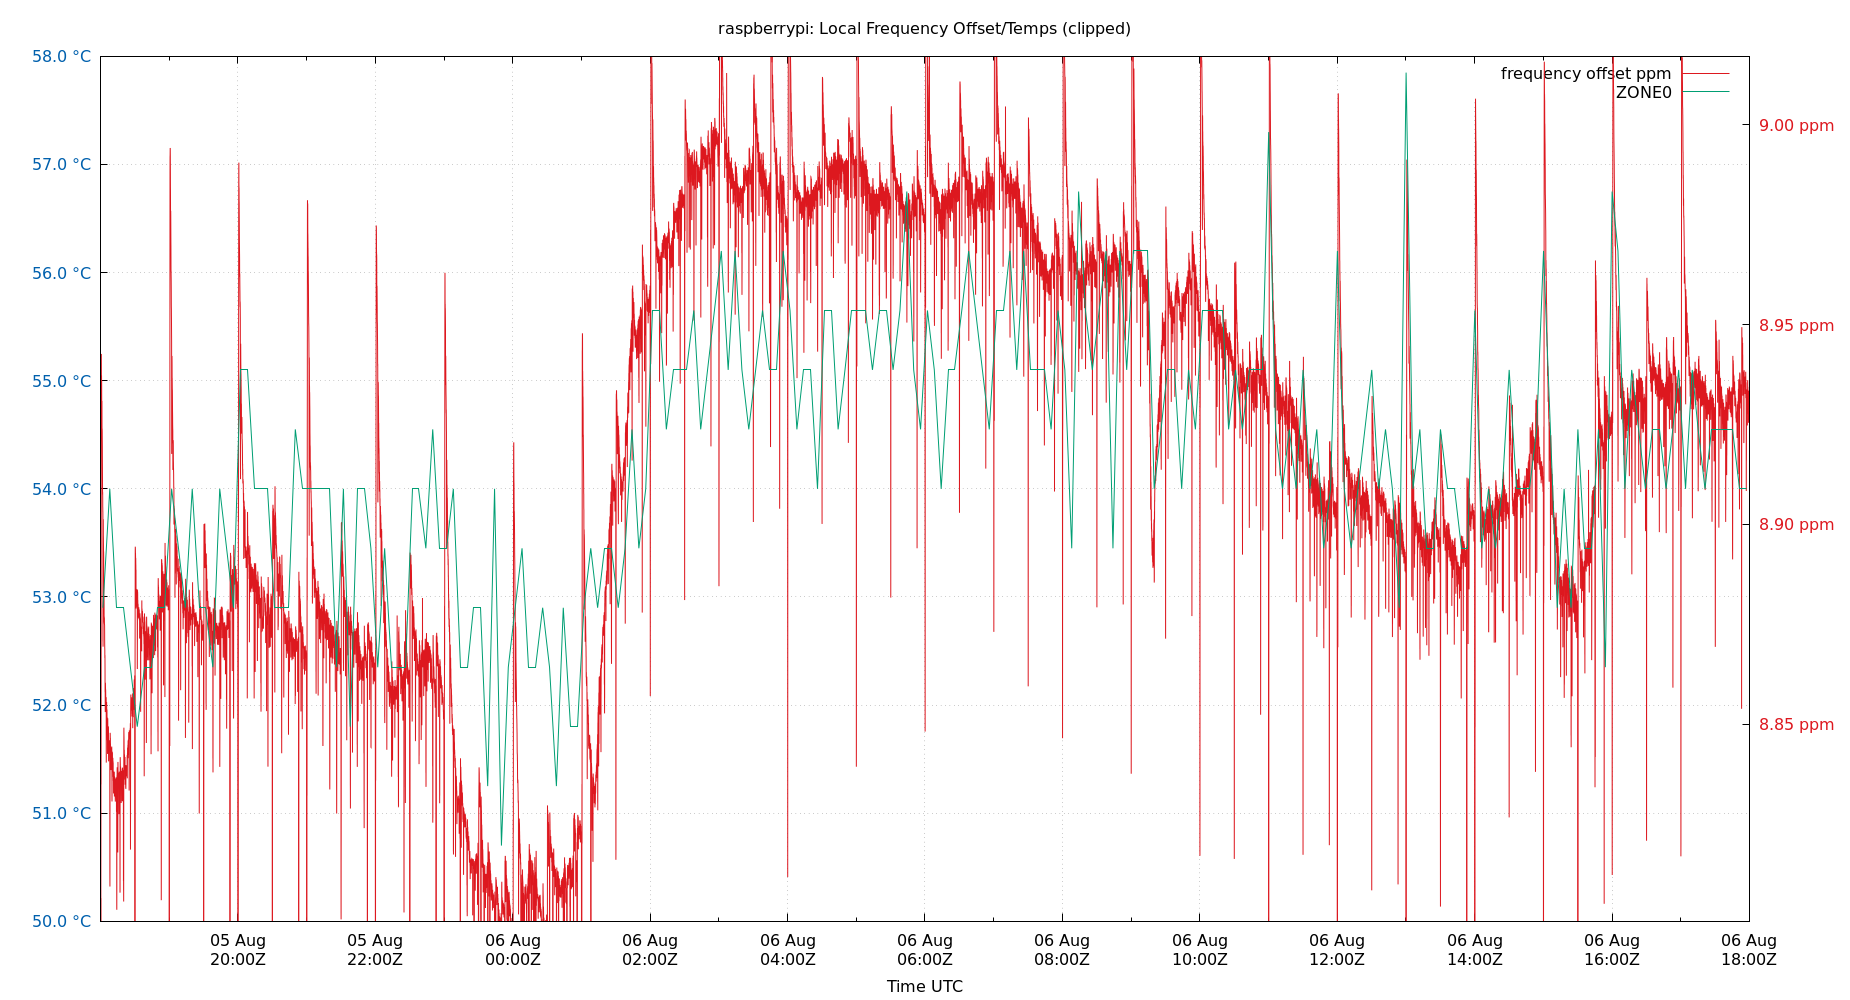 raspberrypi: Local Frequency Offset/Temps (clipped)
58.0 °C
57.0 °C
56.0 °C
55.0 °C
54.0 °C
53.0 °C
52.0 °C
51.0 °C
50.0 °C
frequency offset ppm
ZONE0
9.00 ppm
8.95 ppm
8.90 ppm
8.85 ppm
05 Aug 05 Aug 06 Aug 06 Aug 06 Aug 06 Aug 06 Aug 06 Aug 06 Aug 06 Aug 06 Aug 06 Aug
20:00Z 22:00Z 00:00Z 02:00Z 04:00Z 06:00Z 08:00Z 10:00Z 12:00Z 14:00Z 16:00Z 18:00Z
Time UTC